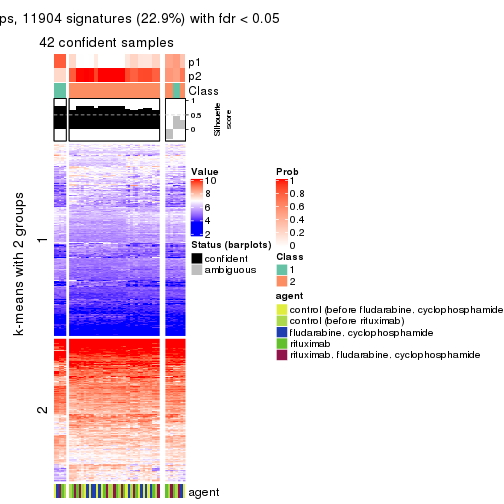 ps, 11904 signatures (22.9%) with fdr < 0.05
42 confident samples
p1
p2
Class
1
0.5
0
Silhouette
score
k-means with 2 groups
1
2
agent
Value
10
8
6
4
2
Status (barplots)
confident
ambiguous
Prob
1
0.8
0.6
0.4
0.2
0
Class
1
2
agent
control (before fludarabine. cyclophosphamide
control (before rituximab)
fludarabine. cyclophosphamide
rituximab
rituximab. fludarabine. cyclophosphamide